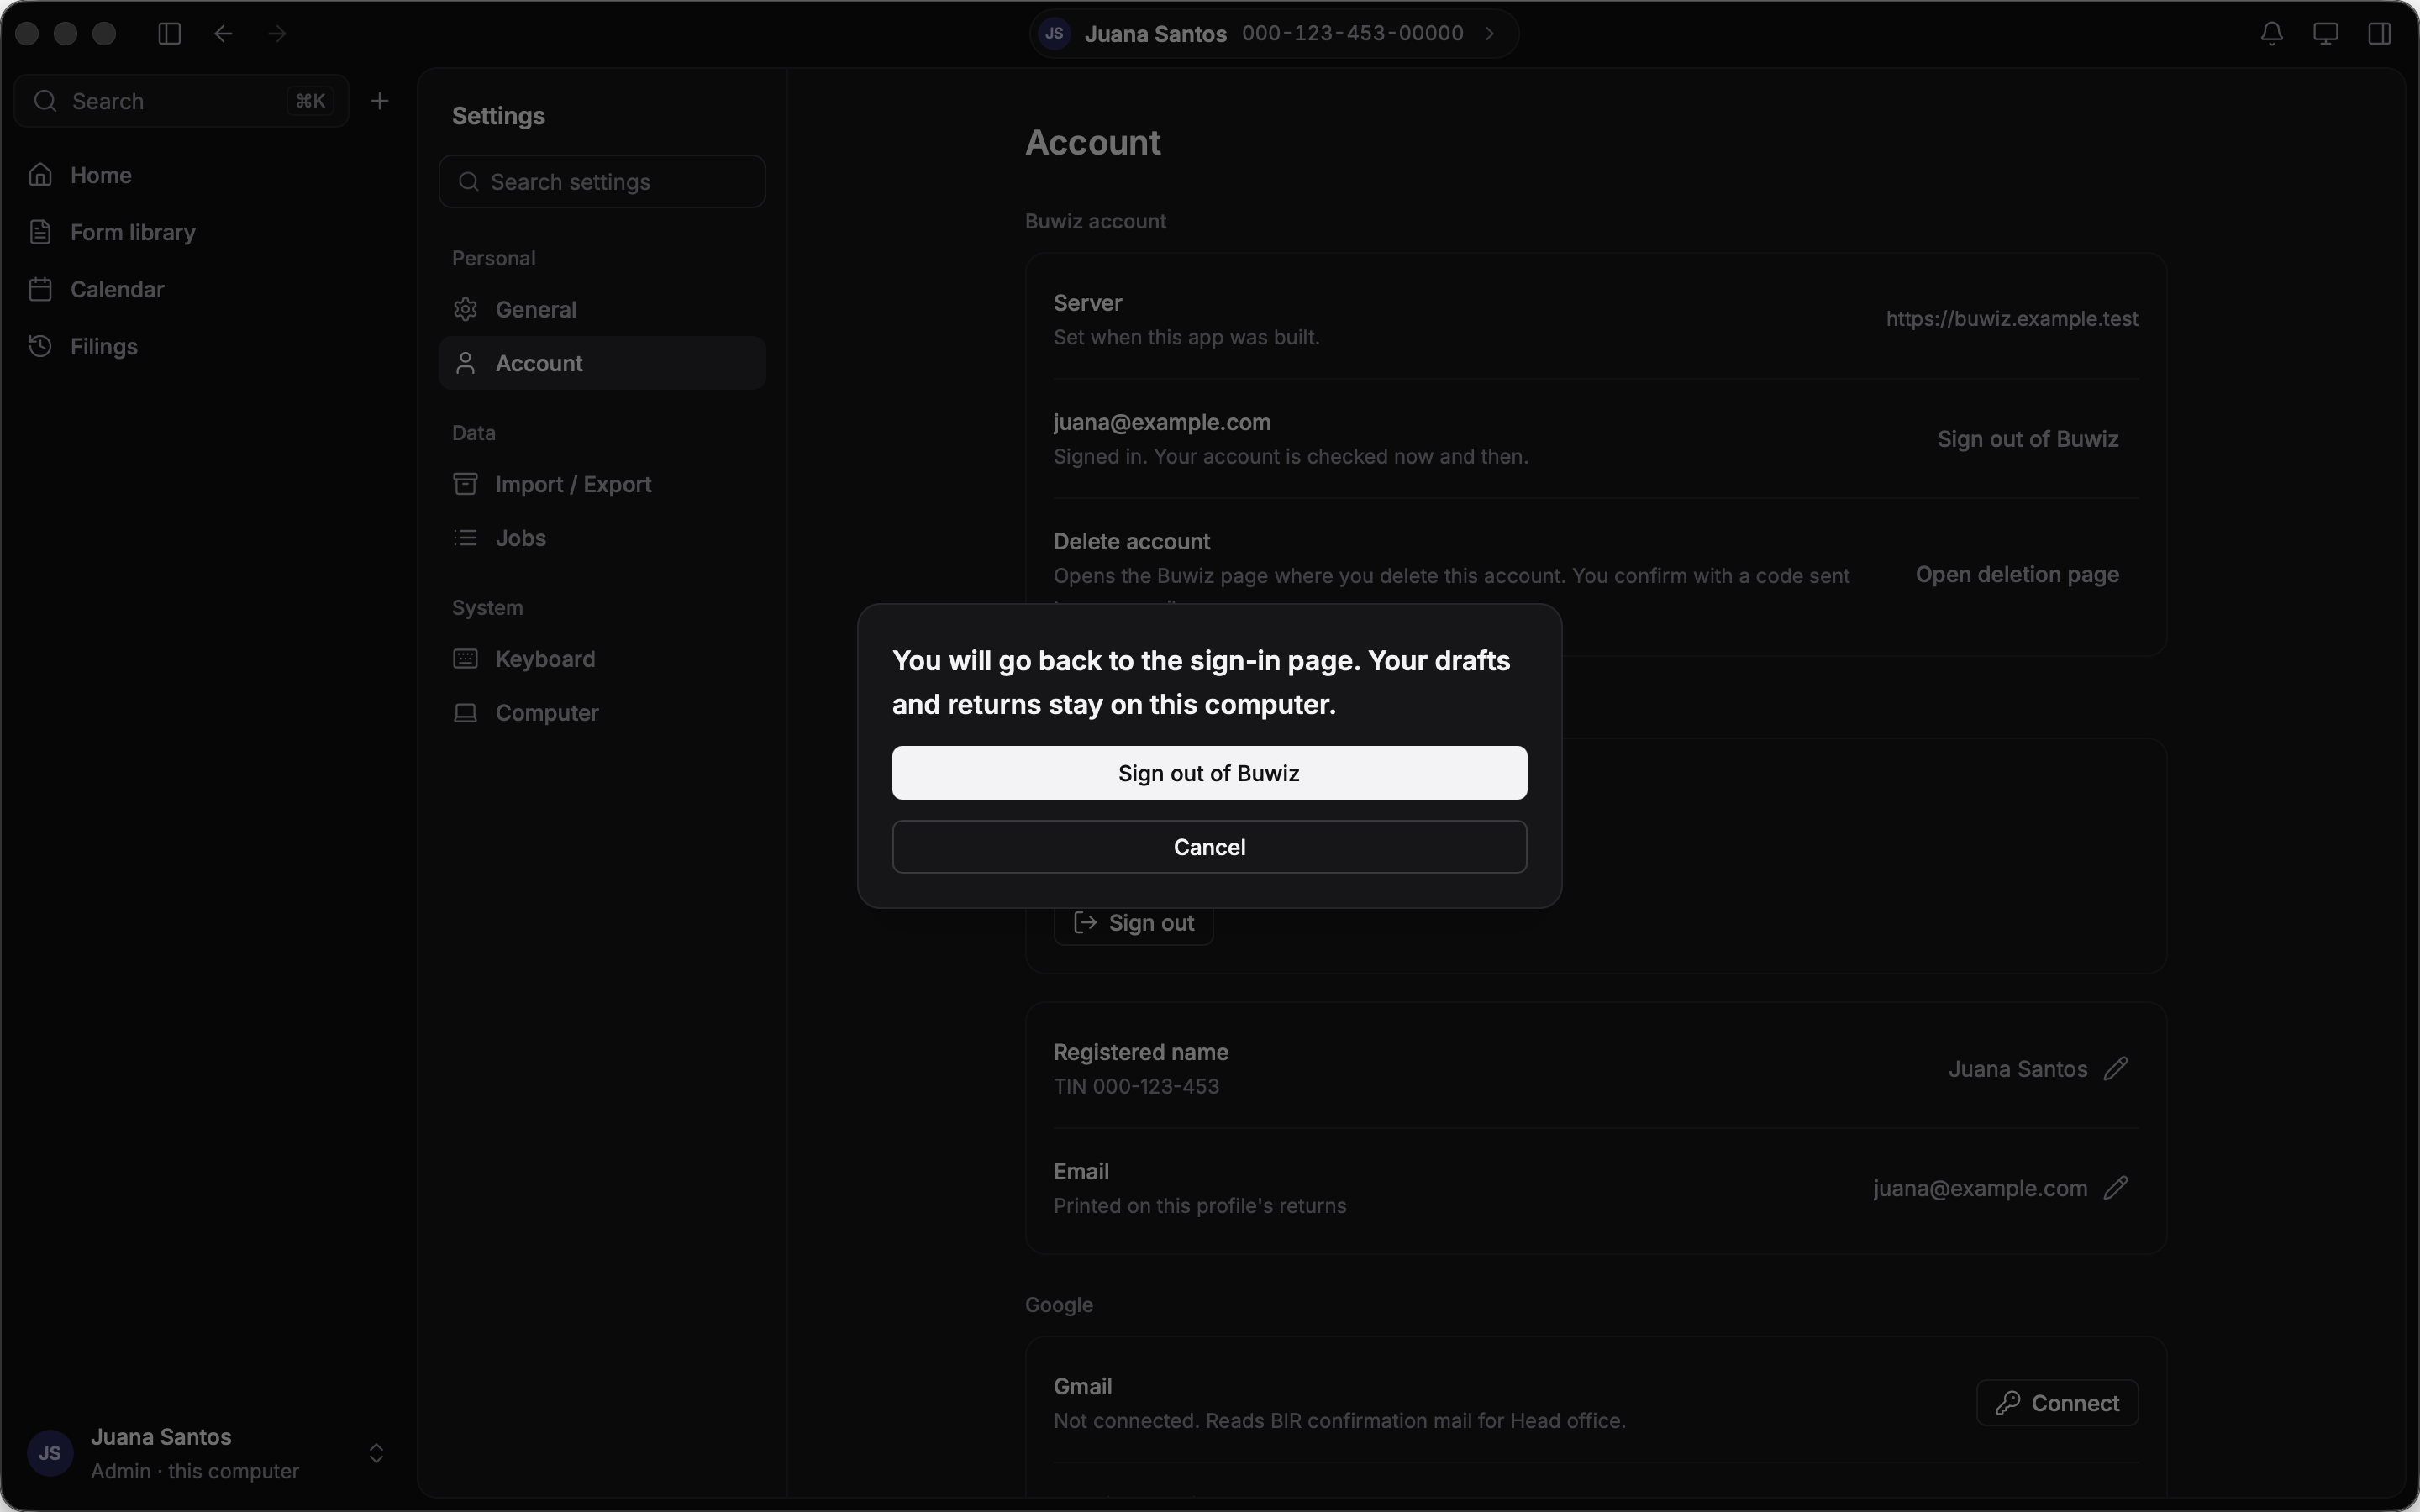 JS Juana Santos 000-123-453-00000
Search ⌘K
Home
Form library
Calendar
Filings
Settings
Search settings
Personal
General
Account
Data
Import / Export
Jobs
System
Keyboard
Computer
Account
Buwiz account
Server
Set when this app was built.
https://buwiz.example.test
juana@example.com
Signed in. Your account is checked now and then.
Sign out of Buwiz
Delete account
Opens the Buwiz page where you delete this account. You confirm with a code sent
Open deletion page
You will go back to the sign-in page. Your drafts
and returns stay on this computer.
Sign out of Buwiz
Cancel
Sign out
Registered name
TIN 000-123-453
Juana Santos
Email
Printed on this profile's returns
juana@example.com
Google
Gmail
Not connected. Reads BIR confirmation mail for Head office.
Connect
JS
Juana Santos
Admin · this computer